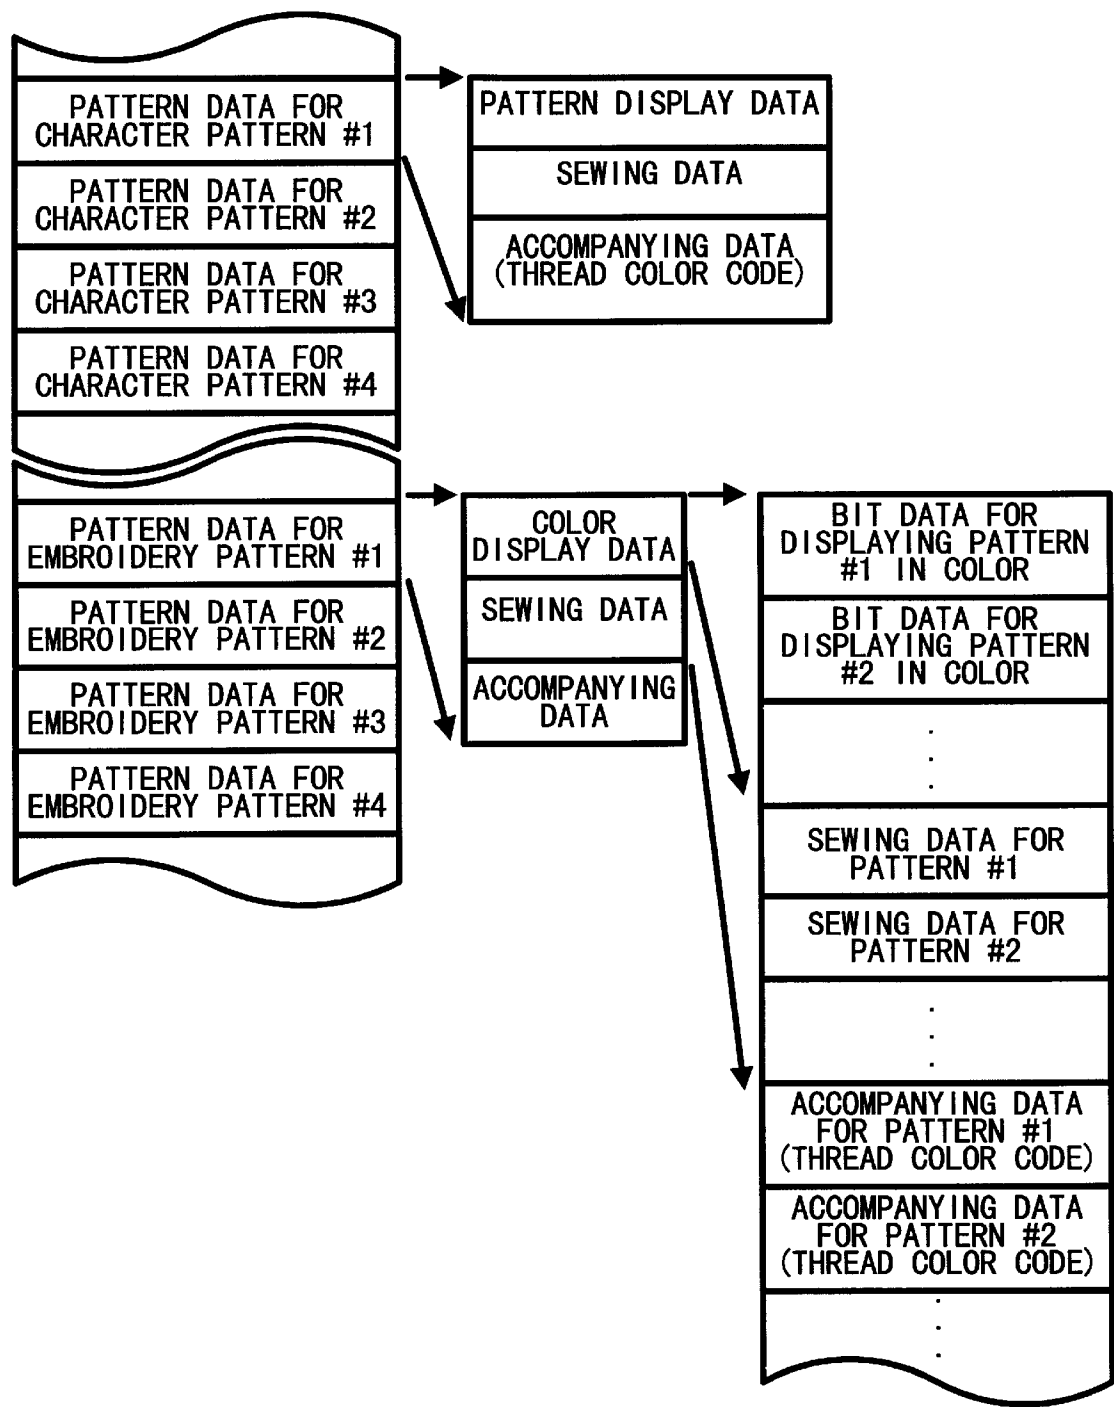 PATTERN DATA FOR
CHARACTER PATTERN #1
PATTERN DATA FOR
CHARACTER PATTERN #2
PATTERN DATA FOR
CHARACTER PATTERN #3
PATTERN DATA FOR
CHARACTER PATTERN #4
PATTERN DISPLAY DATA
SEWING DATA
ACCOMPANYING DATA
(THREAD COLOR CODE)
PATTERN DATA FOR
EMBROIDERY PATTERN #1
PATTERN DATA FOR
EMBROIDERY PATTERN #2
PATTERN DATA FOR
EMBROIDERY PATTERN #3
PATTERN DATA FOR
EMBROIDERY PATTERN #4
COLOR
DISPLAY DATA
SEWING DATA
ACCOMPANYING
DATA
BIT DATA FOR
DISPLAYING PATTERN
#1 IN COLOR
BIT DATA FOR
DISPLAYING PATTERN
#2 IN COLOR
SEWING DATA FOR
PATTERN #1
SEWING DATA FOR
PATTERN #2
ACCOMPANYING DATA
FOR PATTERN #1
(THREAD COLOR CODE)
ACCOMPANYING DATA
FOR PATTERN #2
(THREAD COLOR CODE)